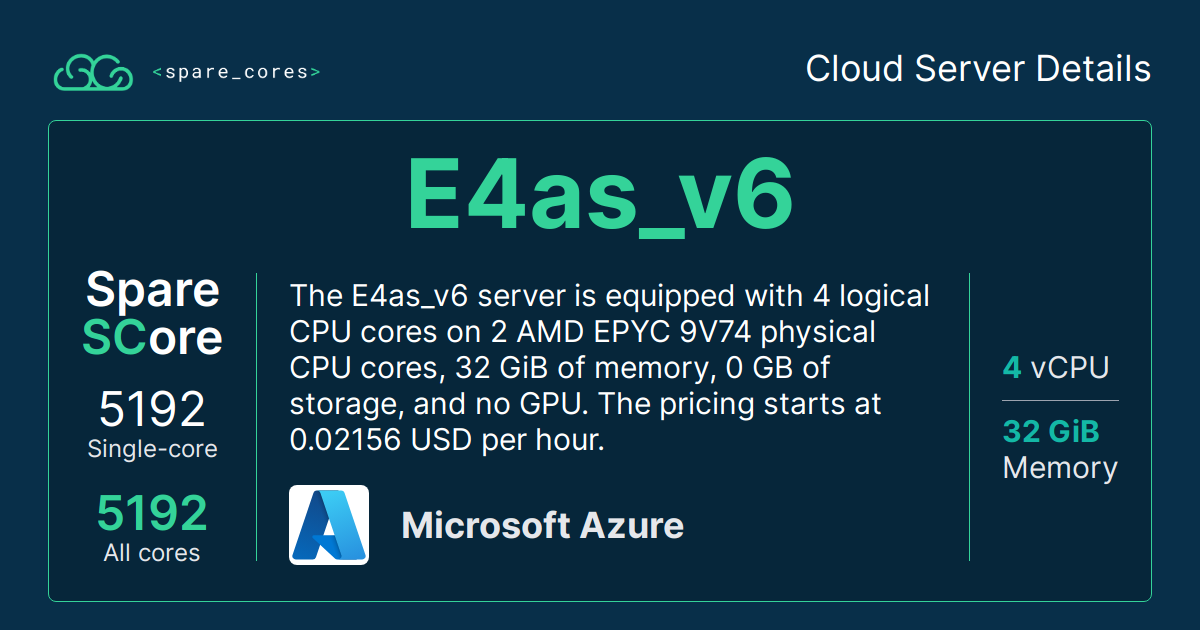 <spare_cores>
Cloud Server Details
E4as_v6
Spare
SCore
5192
Single-core
5192
All cores
The E4as_v6 server is equipped with 4 logical
CPU cores on 2 AMD EPYC 9V74 physical
CPU cores, 32 GiB of memory, 0 GB of
storage, and no GPU. The pricing starts at
0.02156 USD per hour.
Microsoft Azure
4 vCPU
32 GiB
Memory